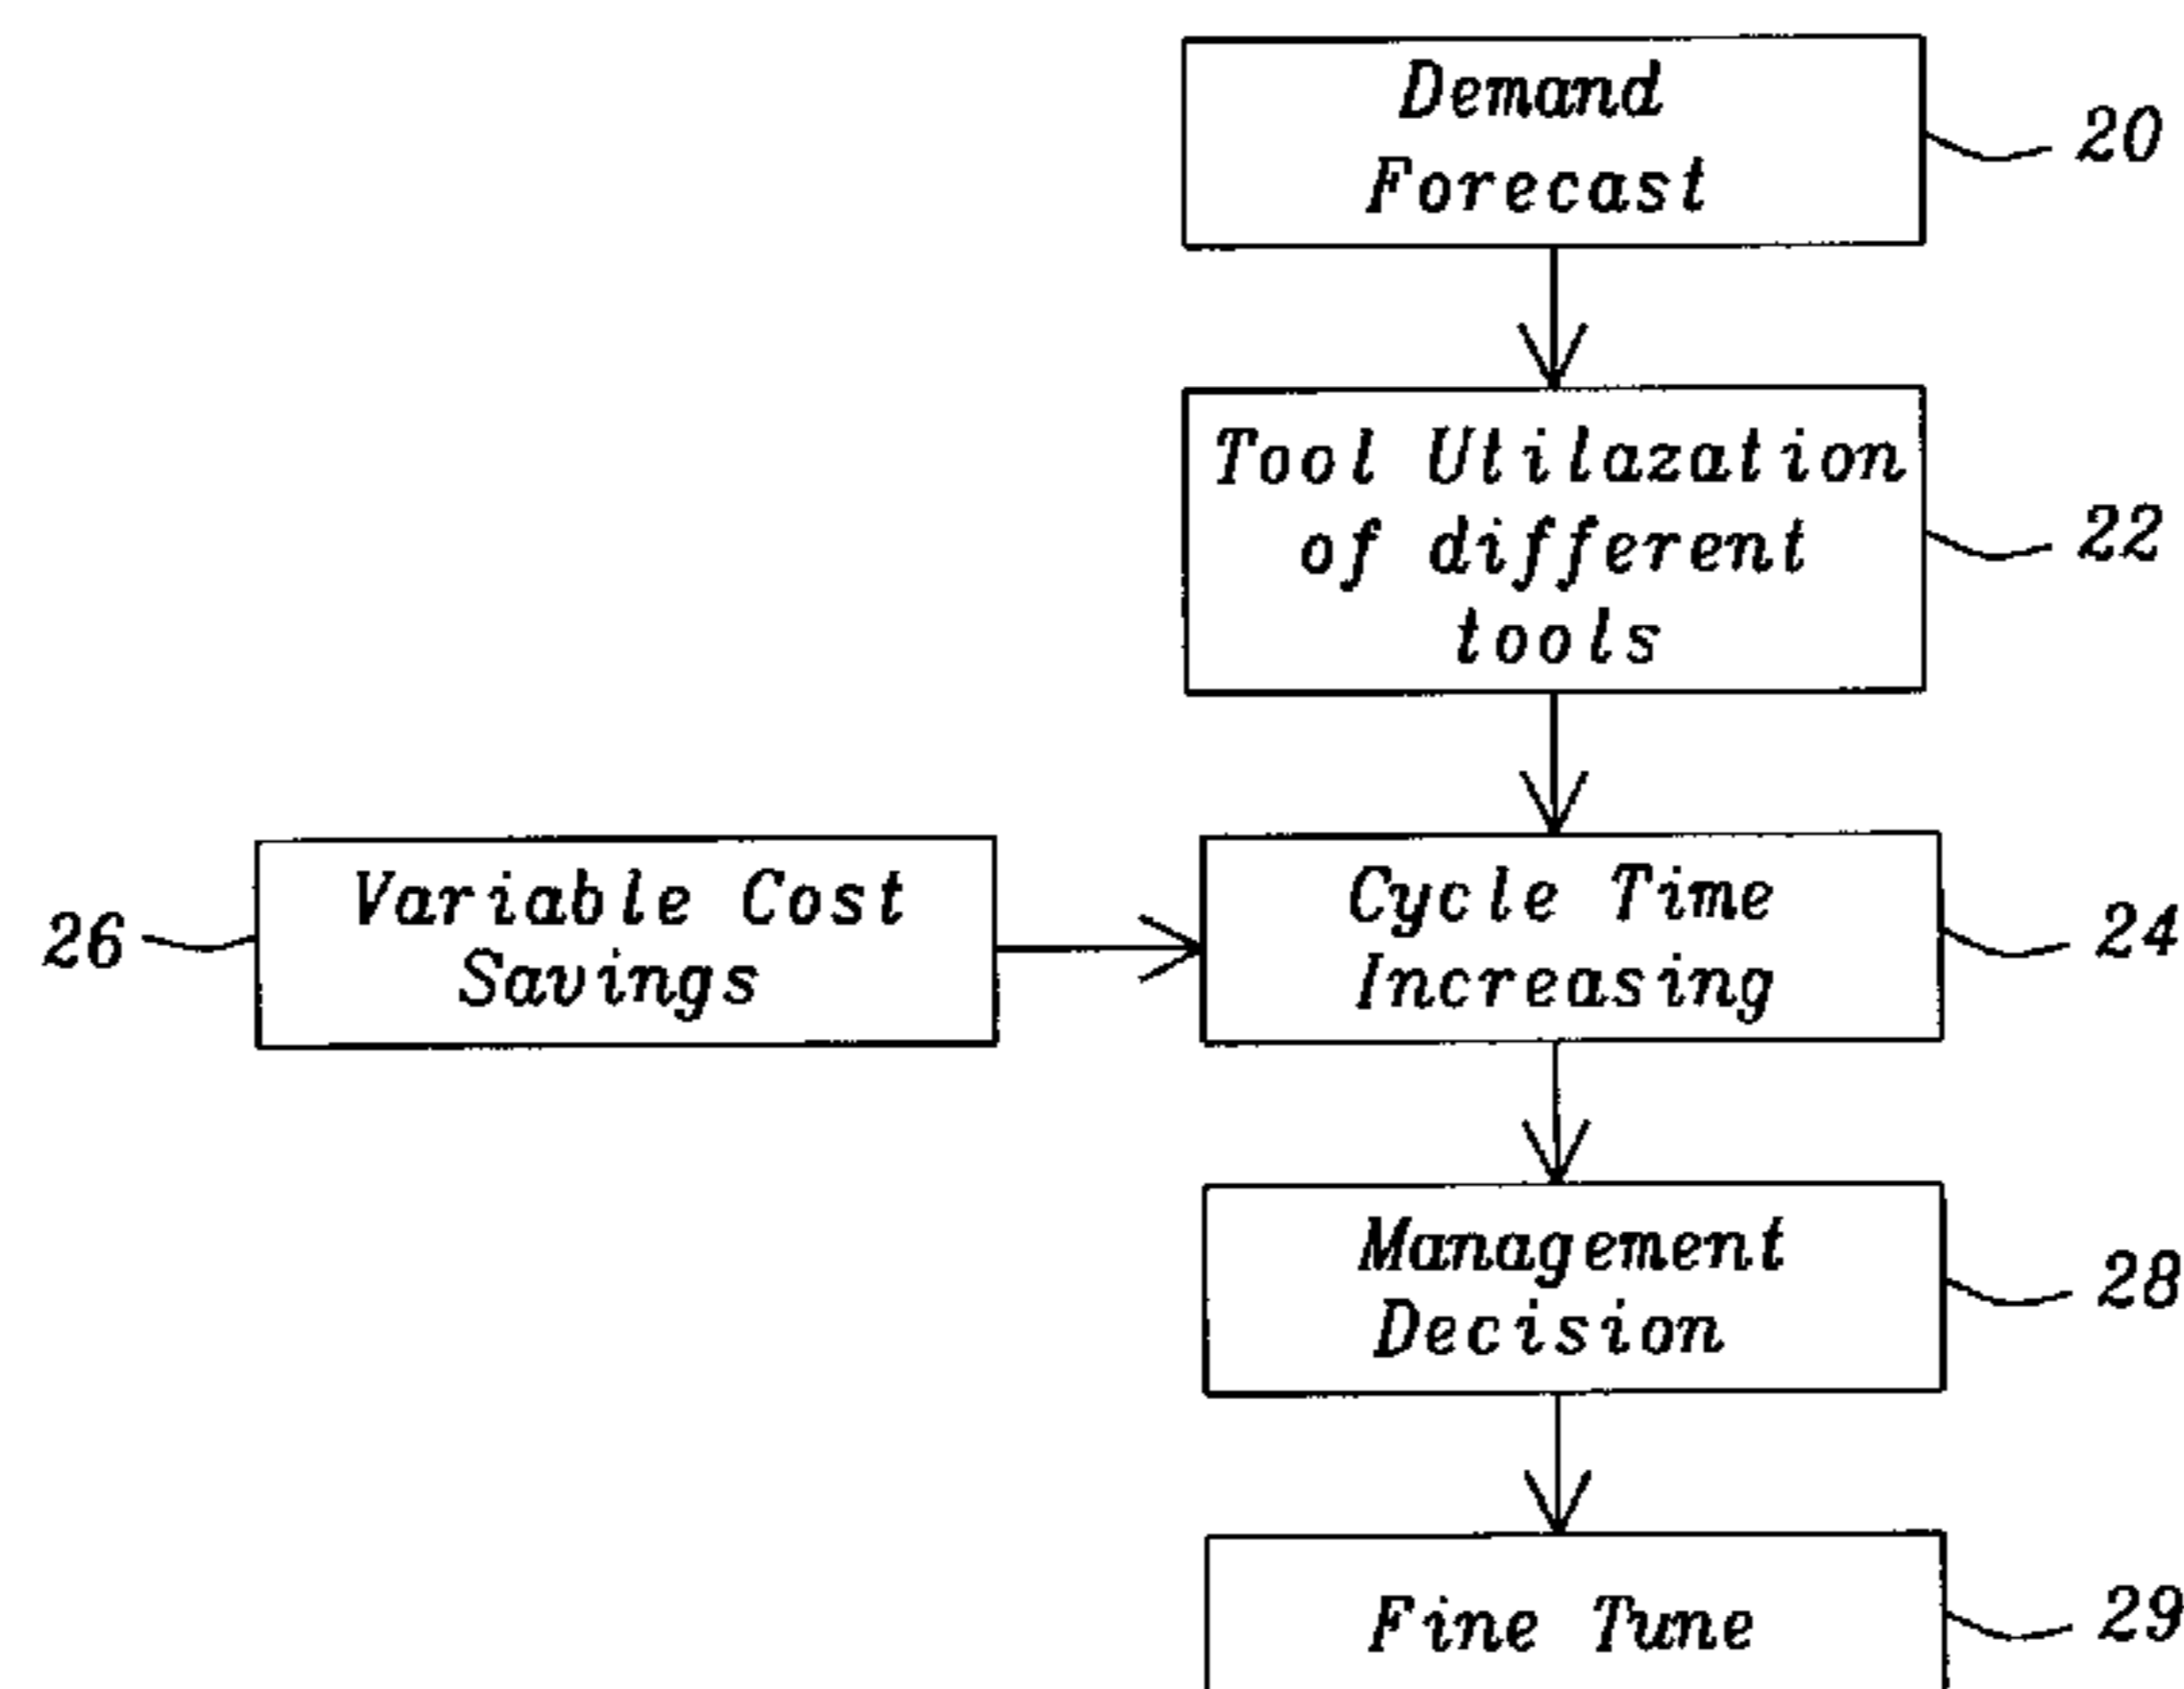 Demand
Forecast
20
Tool Utilazation
of different
tools
22
Variable Cost
Savings
26
Cycle Time
Increasing
24
Management
Decision
28
Fine Tune
29